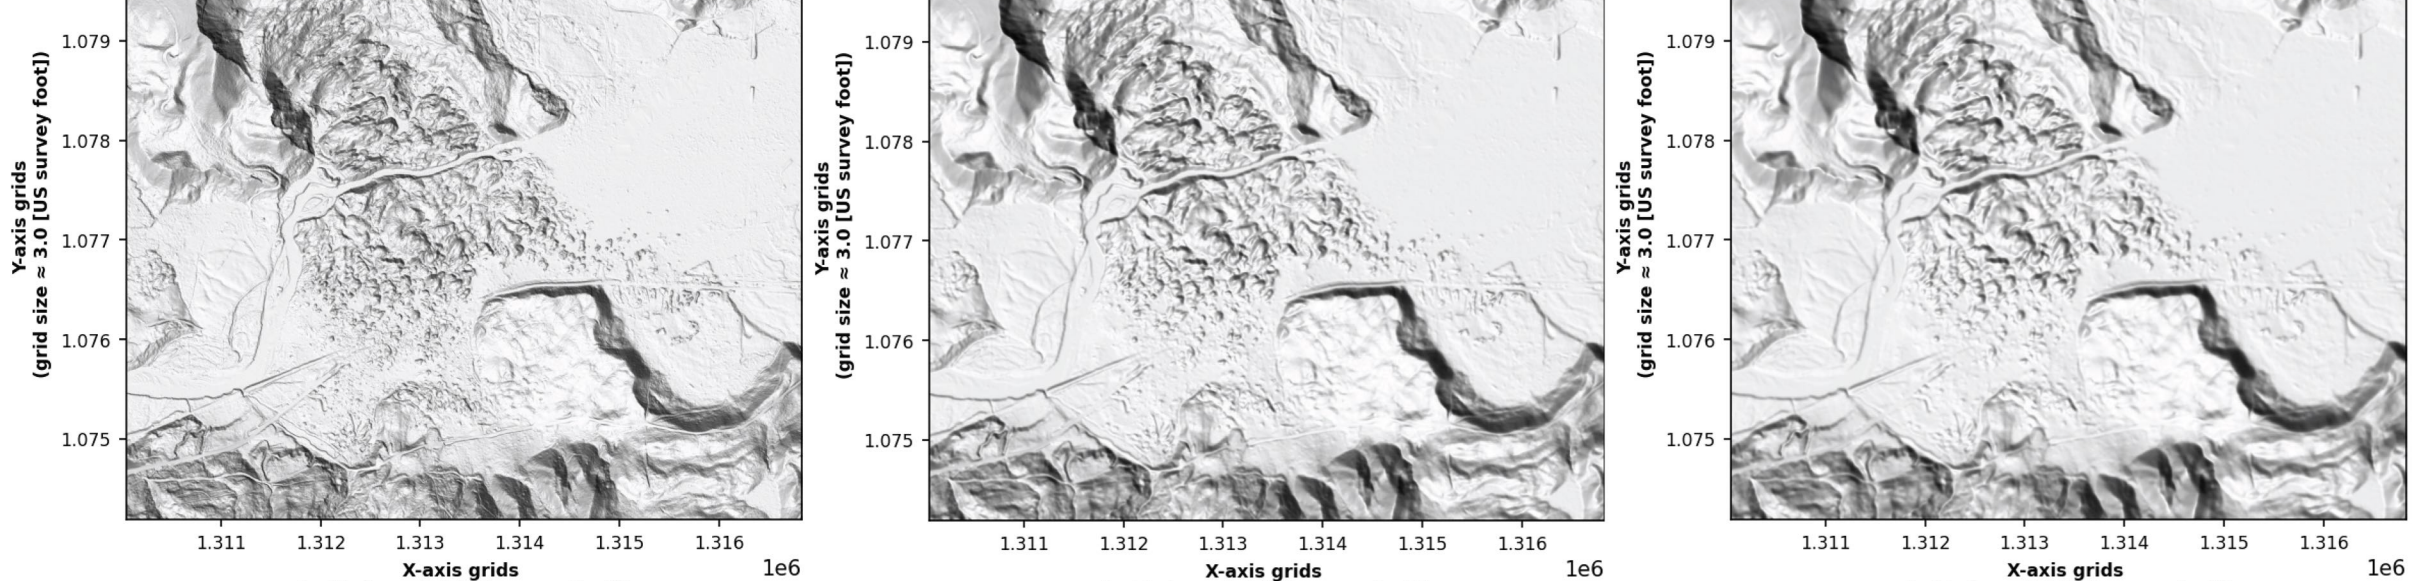 Y-axis grids
(grid size ≈ 3.0 [US survey foot])
1.079
1.078
1.077
1.076
1.075
1.311 1.312 1.313 1.314 1.315 1.316
1e6
X-axis grids
Y-axis grids
(grid size ≈ 3.0 [US survey foot])
1.079
1.078
1.077
1.076
1.075
1.311 1.312 1.313 1.314 1.315 1.316
1e6
X-axis grids
Y-axis grids
(grid size ≈ 3.0 [US survey foot])
1.079
1.078
1.077
1.076
1.075
1.311 1.312 1.313 1.314 1.315 1.316
1e6
X-axis grids